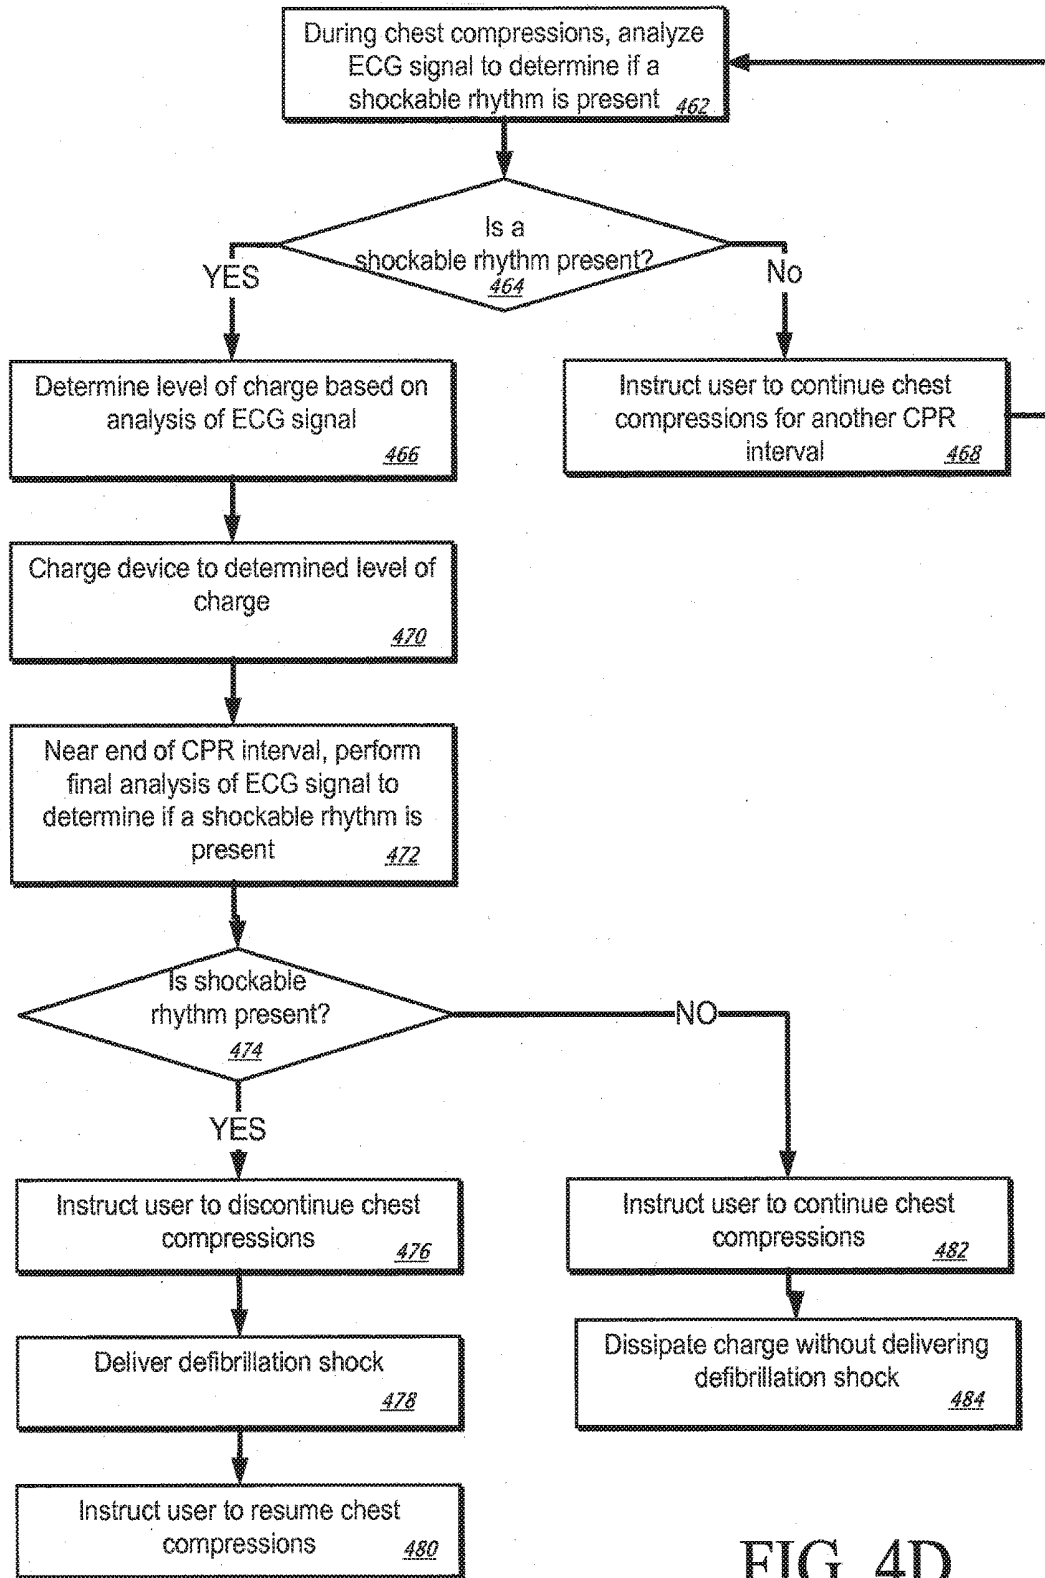 During chest compressions, analyze
ECG signal to determine if a
shockable rhythm is present 462
Is a
shockable rhythm present?
464
YES
No
Determine level of charge based on
analysis of ECG signal
466
Instruct user to continue chest
compressions for another CPR
interval 468
Charge device to determined level of
charge
470
Near end of CPR interval, perform
final analysis of ECG signal to
determine if a shockable rhythm is
present 472
Is shockable
rhythm present?
474
NO
YES
Instruct user to discontinue chest
compressions 476
Instruct user to continue chest
compressions 482
Deliver defibrillation shock
478
Dissipate charge without delivering
defibrillation shock
484
Instruct user to resume chest
compressions 480
FIG. 4D